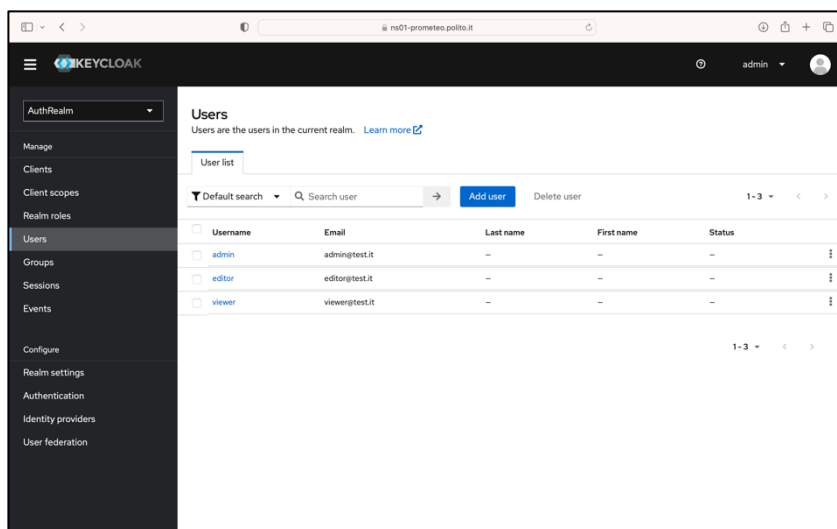 ns01-prometeo.polito.it
KEYCLOAK
admin
AuthRealm
Manage
Clients
Client scopes
Realm roles
Users
Groups
Sessions
Events
Configure
Realm settings
Authentication
Identity providers
User federation
Users
Users are the users in the current realm. Learn more
User list
Default search Search user Add user Delete user 1-3
Username Email Last name First name Status
admin admin@test.it – – –
editor editor@test.it – – –
viewer viewer@test.it – – –
1-3